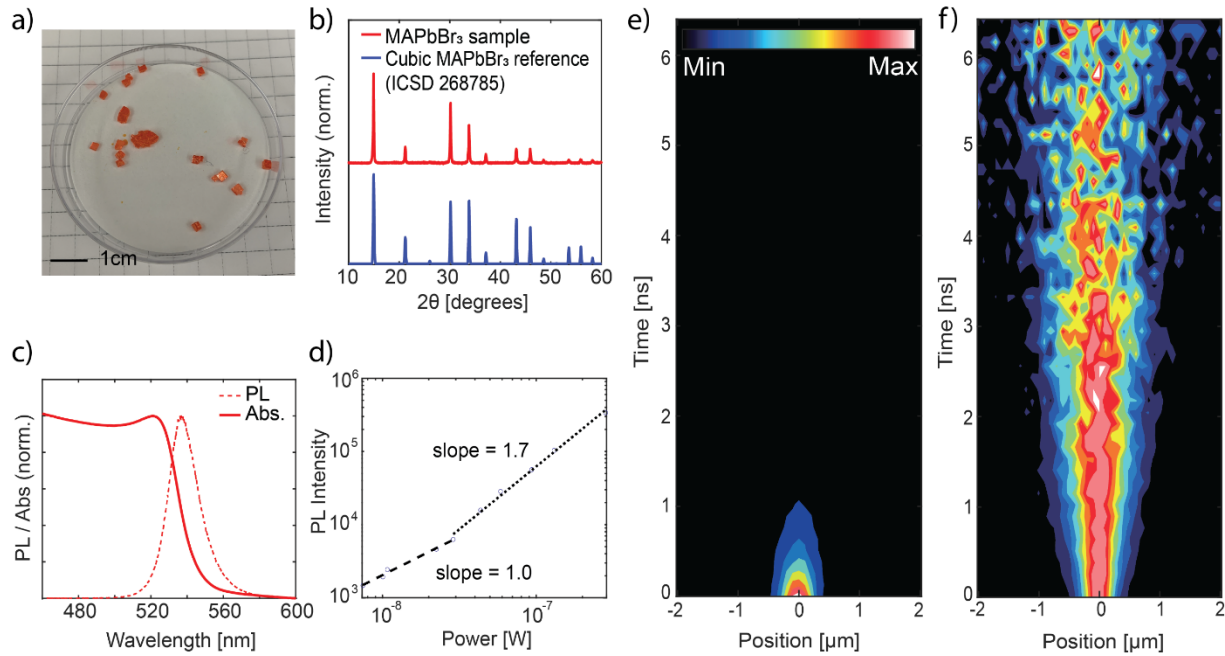 a)
1cm
b)
MAPbBr₃ sample
Cubic MAPbBr₃ reference
(ICSD 268785)
Intensity (norm.)
10 20 30 40 50 60
2θ [degrees]
c)
PL
Abs.
PL / Abs (norm.)
480 520 560 600
Wavelength [nm]
d)
10⁶
10⁵
10⁴
10³
PL Intensity
slope = 1.7
slope = 1.0
10⁻⁸ 10⁻⁷
Power [W]
e)
Min Max
6
5
4
3
2
1
0
Time [ns]
-2 -1 0 1 2
Position [µm]
f)
6
5
4
3
2
1
0
Time [ns]
-2 -1 0 1 2
Position [µm]